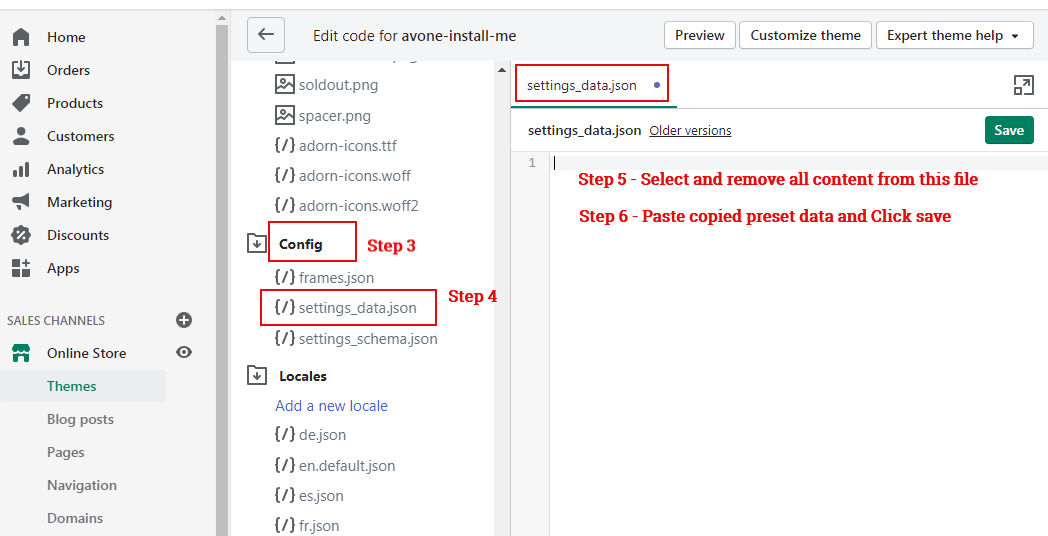 Home
Orders
Products
Customers
Analytics
Marketing
Discounts
Apps
SALES CHANNELS
Online Store
Themes
Blog posts
Pages
Navigation
Domains
Edit code for avone-install-me
Preview
Customize theme
Expert theme help
soldout.png
spacer.png
{/} adorn-icons.ttf
{/} adorn-icons.woff
{/} adorn-icons.woff2
Config
Step 3
{/} frames.json
{/} settings_data.json
Step 4
{/} settings_schema.json
Locales
Add a new locale
{/} de.json
{/} en.default.json
{/} es.json
{/} fr.json
settings_data.json
settings_data.json Older versions
Save
1
Step 5 - Select and remove all content from this file
Step 6 - Paste copied preset data and Click save